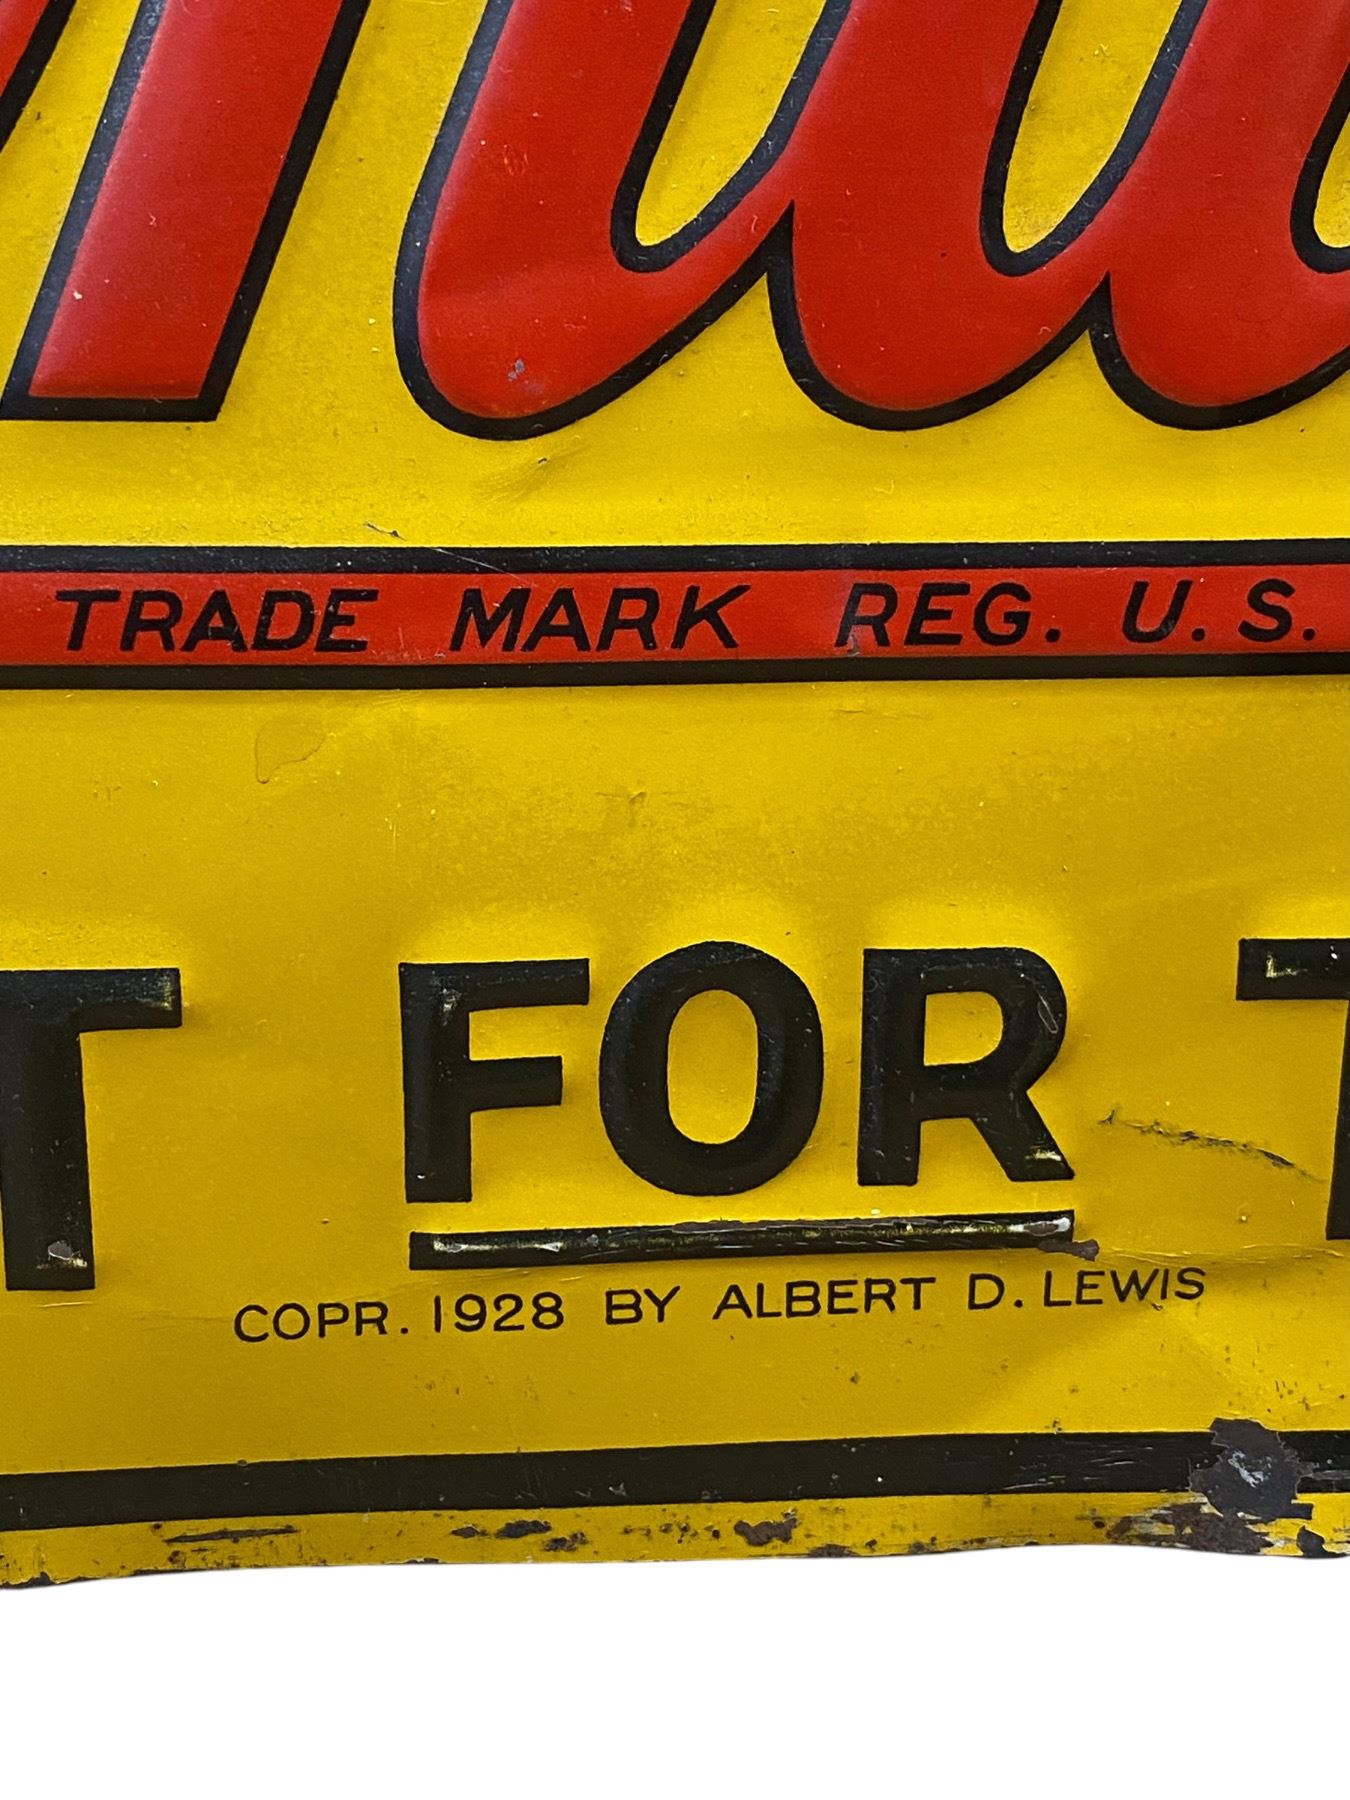 TRADE MARK REG. U.S.
T FOR T
COPR. 1928 BY ALBERT D. LEWIS